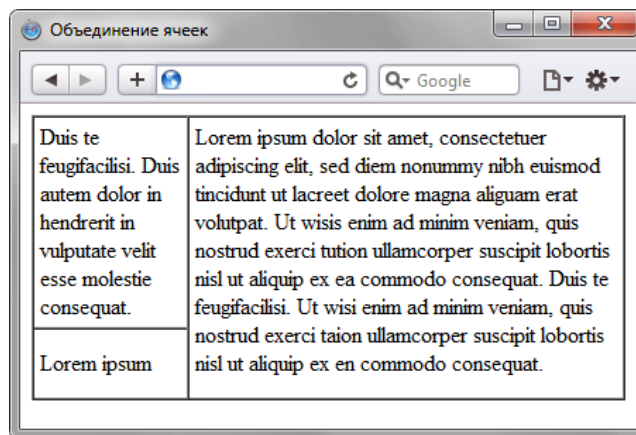 Объединение ячеек
Google
Duis te
feugifacilisi. Duis
autem dolor in
hendrerit in
vulputate velit
esse molestie
consequat.
Lorem ipsum
Lorem ipsum dolor sit amet, consectetuer
adipiscing elit, sed diem nonummy nibh euismod
tincidunt ut lacreet dolore magna aliguam erat
volutpat. Ut wisis enim ad minim veniam, quis
nostrud exerci tution ullamcorper suscipit lobortis
nisl ut aliquip ex ea commodo consequat. Duis te
feugifacilisi. Ut wisi enim ad minim veniam, quis
nostrud exerci taion ullamcorper suscipit lobortis
nisl ut aliquip ex en commodo consequat.